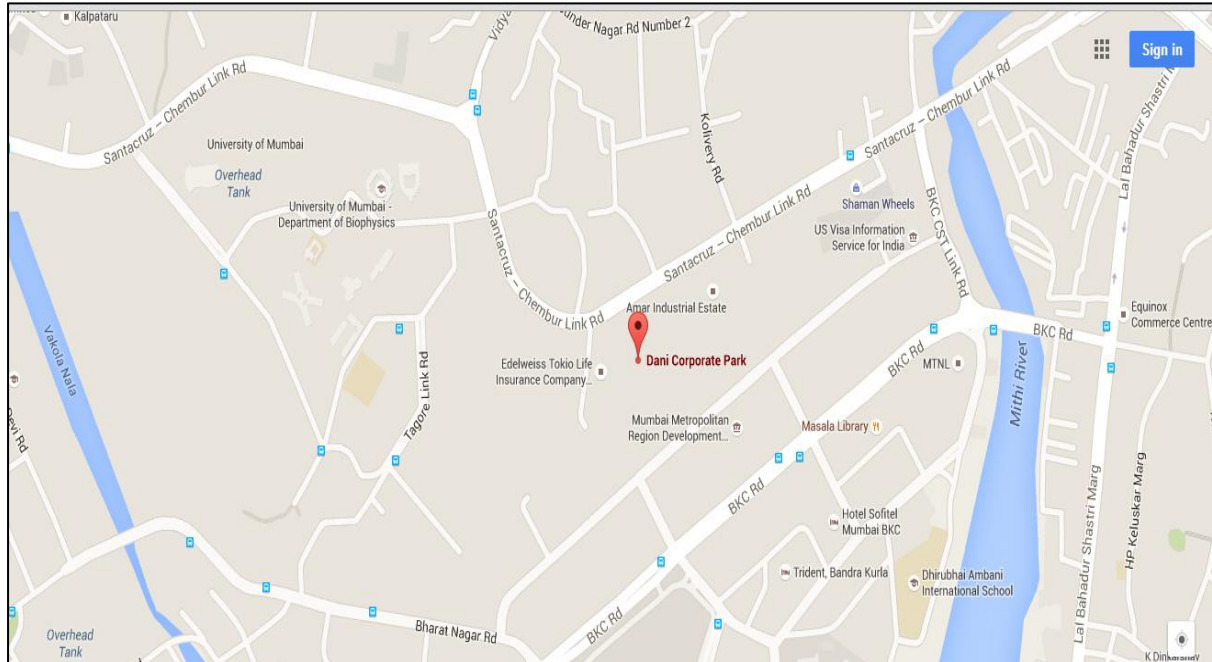 Kalpataru
Vidya
under Nagar Rd Number 2
Sign in
Santacruz – Chembur Link Rd
University of Mumbai
Overhead
Tank
University of Mumbai -
Department of Biophysics
Kolivery Rd
Santacruz – Chembur Link Rd
Shaman Wheels
US Visa Information
Service for India
BKC CST Link Rd
Lal Bahadur Shastri Marg
Santacruz – Chembur Link Rd
Santacruz – Chembur Link Rd
Amar Industrial Estate
Equinox
Commerce Centre
BKC Rd
Vakola Nala
Edelweiss Tokio Life
Insurance Company...
Dani Corporate Park
BKC Rd
MTNL
Mithi River
Tagore Link Rd
Devi Rd
Mumbai Metropolitan
Region Development...
Masala Library
BKC Rd
Hotel Sofitel
Mumbai BKC
Trident, Bandra Kurla
Dhirubhai Ambani
International School
HP Keluskar Marg
Lal Bahadur Shastri Marg
Bharat Nagar Rd
BKC Rd
Overhead
Tank